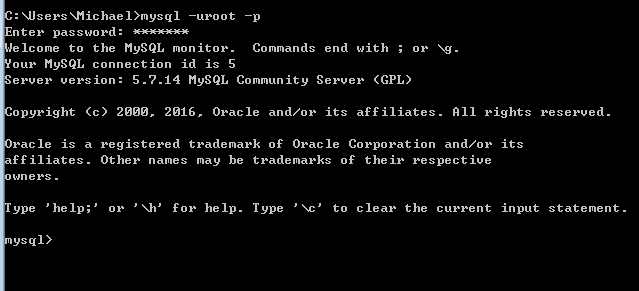 C:\Users\Michael>mysql -uroot -p
Enter password: *******
Welcome to the MySQL monitor.  Commands end with ; or \g.
Your MySQL connection id is 5
Server version: 5.7.14 MySQL Community Server (GPL)
Copyright (c) 2000, 2016, Oracle and/or its affiliates. All rights reserved.
Oracle is a registered trademark of Oracle Corporation and/or its
affiliates. Other names may be trademarks of their respective
owners.
Type 'help;' or '\h' for help. Type '\c' to clear the current input statement.
mysql>